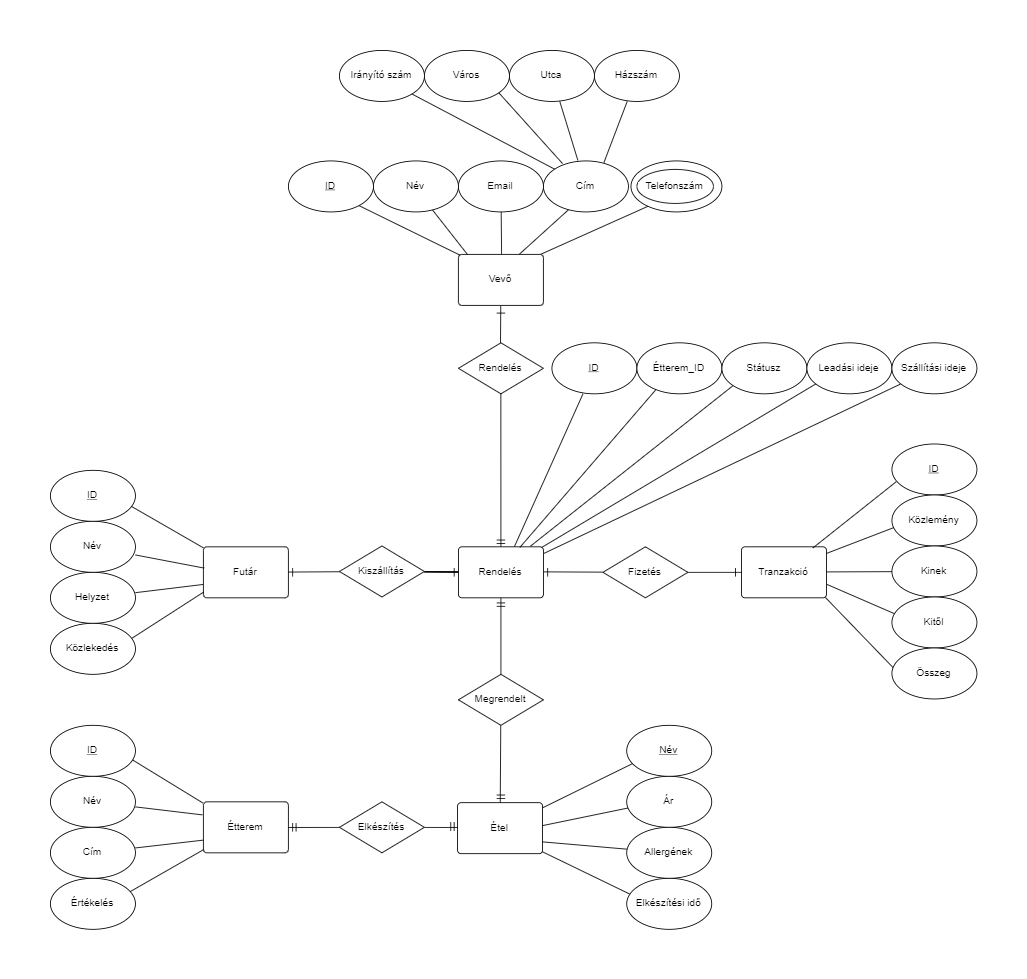 Irányító szám
Város
Utca
Házszám
ID
Név
Email
Cím
Telefonszám
Vevő
Rendelés
ID
Étterem_ID
Státusz
Leadási ideje
Szállítási ideje
ID
Név
Helyzet
Közlekedés
Futár
Kiszállítás
Rendelés
Fizetés
Tranzakció
ID
Közlemény
Kinek
Kitől
Összeg
Megrendelt
ID
Név
Cím
Értékelés
Étterem
Elkészítés
Étel
Név
Ár
Allergének
Elkészítési idő